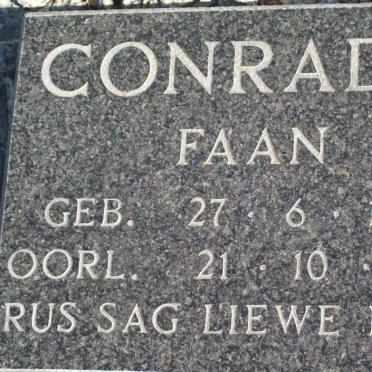 CONRAD
FAAN
GEB. 27 · 6 ·
OORL. 21 · 10 ·
RUS SAG LIEWE